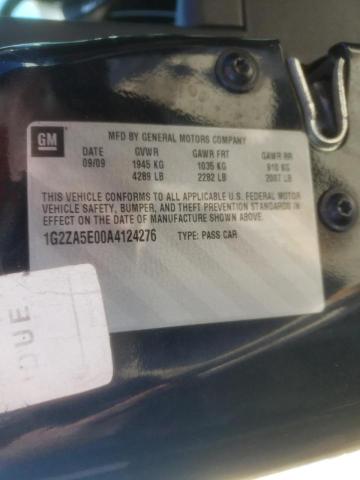 GM
MFD BY GENERAL MOTORS COMPANY
DATE GVWR GAWR FRT GAWR RR
09/09 1945 KG 1035 KG 910 KG
4289 LB 2282 LB 2007 LB
THIS VEHICLE CONFORMS TO ALL APPLICABLE U.S. FEDERAL MOTOR
VEHICLE SAFETY, BUMPER, AND THEFT PREVENTION STANDARDS IN
EFFECT ON THE DATE OF MANUFACTURE SHOWN ABOVE.
1G2ZA5E00A4124276 TYPE: PASS CAR